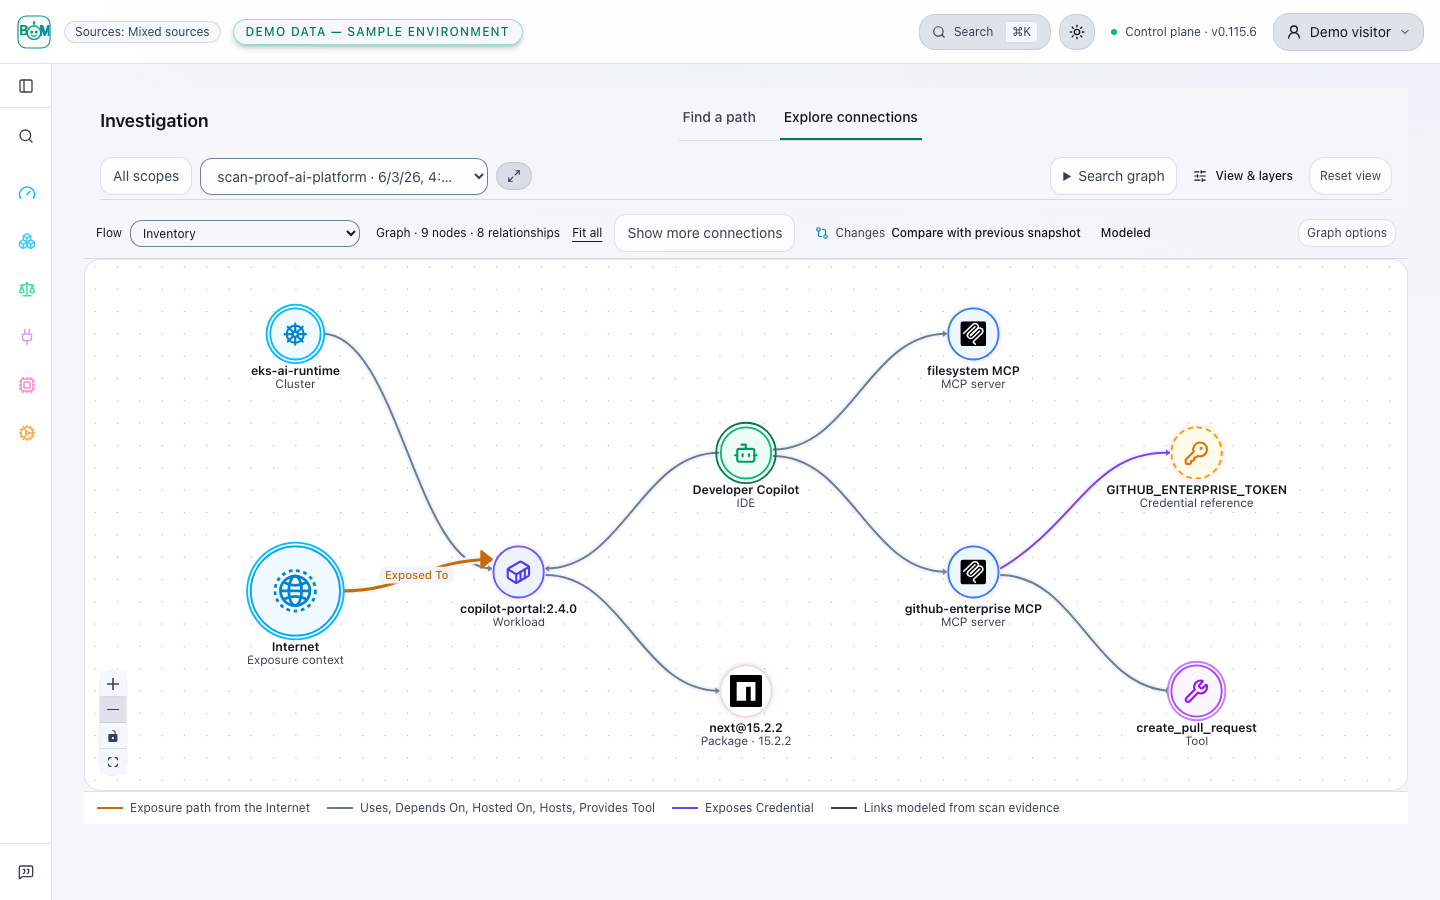 BOM
Sources: Mixed sources
DEMO DATA — SAMPLE ENVIRONMENT
Search
⌘K
Control plane · v0.115.6
Demo visitor
Investigation
Find a path
Explore connections
All scopes
scan-proof-ai-platform · 6/3/26, 4:...
Search graph
View & layers
Reset view
Flow
Inventory
Graph · 9 nodes · 8 relationships
Fit all
Show more connections
Changes
Compare with previous snapshot
Modeled
Graph options
eks-ai-runtime
Cluster
filesystem MCP
MCP server
Developer Copilot
IDE
GITHUB_ENTERPRISE_TOKEN
Credential reference
Exposed To
copilot-portal:2.4.0
Workload
github-enterprise MCP
MCP server
Internet
Exposure context
next@15.2.2
Package · 15.2.2
create_pull_request
Tool
Exposure path from the Internet
Uses, Depends On, Hosted On, Hosts, Provides Tool
Exposes Credential
Links modeled from scan evidence